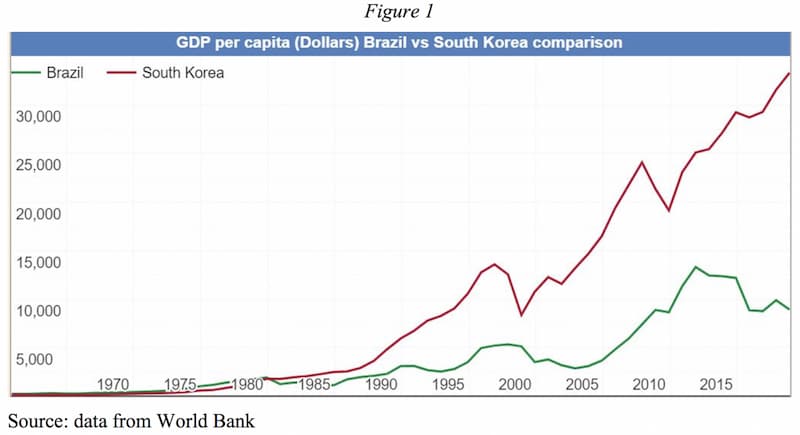 Figure 1
GDP per capita (Dollars) Brazil vs South Korea comparison
Brazil South Korea
30,000
25,000
20,000
15,000
10,000
5,000
1970 1975 1980 1985 1990 1995 2000 2005 2010 2015
Source: data from World Bank